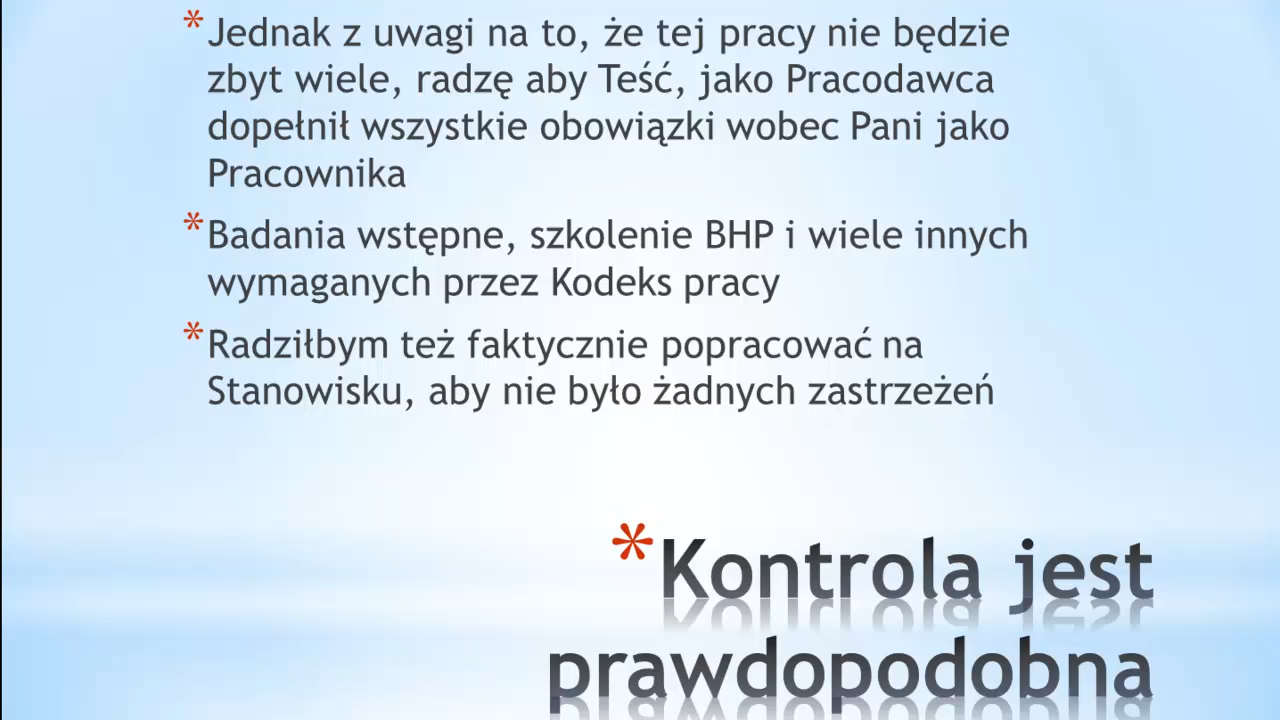 * Jednak z uwagi na to, że tej pracy nie będzie
zbyt wiele, radzę aby Teść, jako Pracodawca
dopełnił wszystkie obowiązki wobec Pani jako
Pracownika
* Badania wstępne, szkolenie BHP i wiele innych
wymaganych przez Kodeks pracy
* Radziłbym też faktycznie popracować na
Stanowisku, aby nie było żadnych zastrzeżeń
* Kontrola jest
prawdopodobna